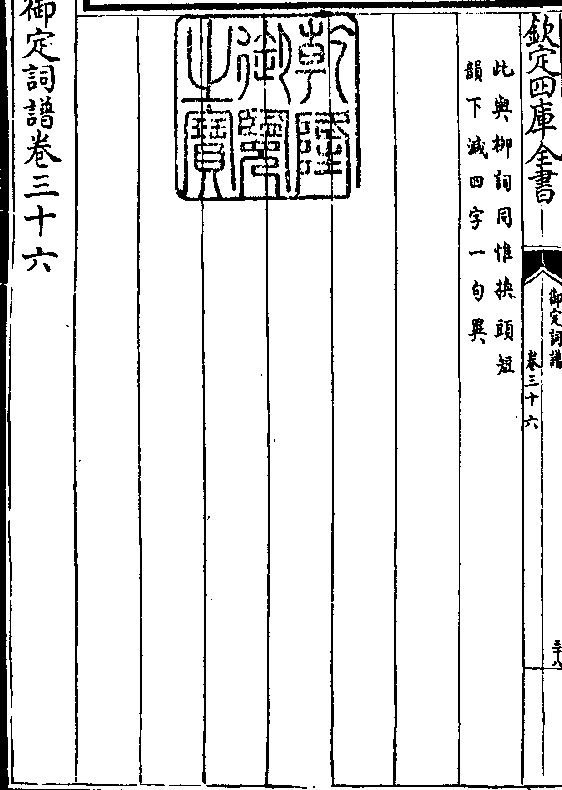 欽定四庫全書
御定詞譜
卷三十六
此與柳詞同惟換頭短
韻下減四字一句異
乾隆御覽之寶
御定詞譜卷三十六